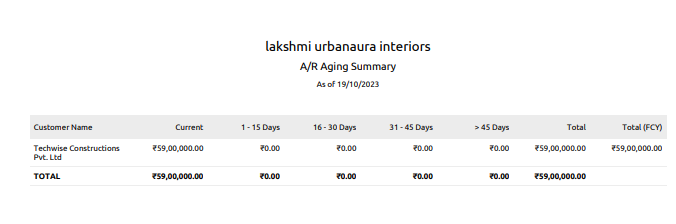 lakshmi urbanaura interiors
A/R Aging Summary
As of 19/10/2023
Customer Name Current 1 - 15 Days 16 - 30 Days 31 - 45 Days > 45 Days Total Total (FCY)
Techwise Constructions ₹59,00,000.00 ₹0.00 ₹0.00 ₹0.00 ₹0.00 ₹59,00,000.00 ₹59,00,000.00
Pvt. Ltd
TOTAL ₹59,00,000.00 ₹0.00 ₹0.00 ₹0.00 ₹0.00 ₹59,00,000.00